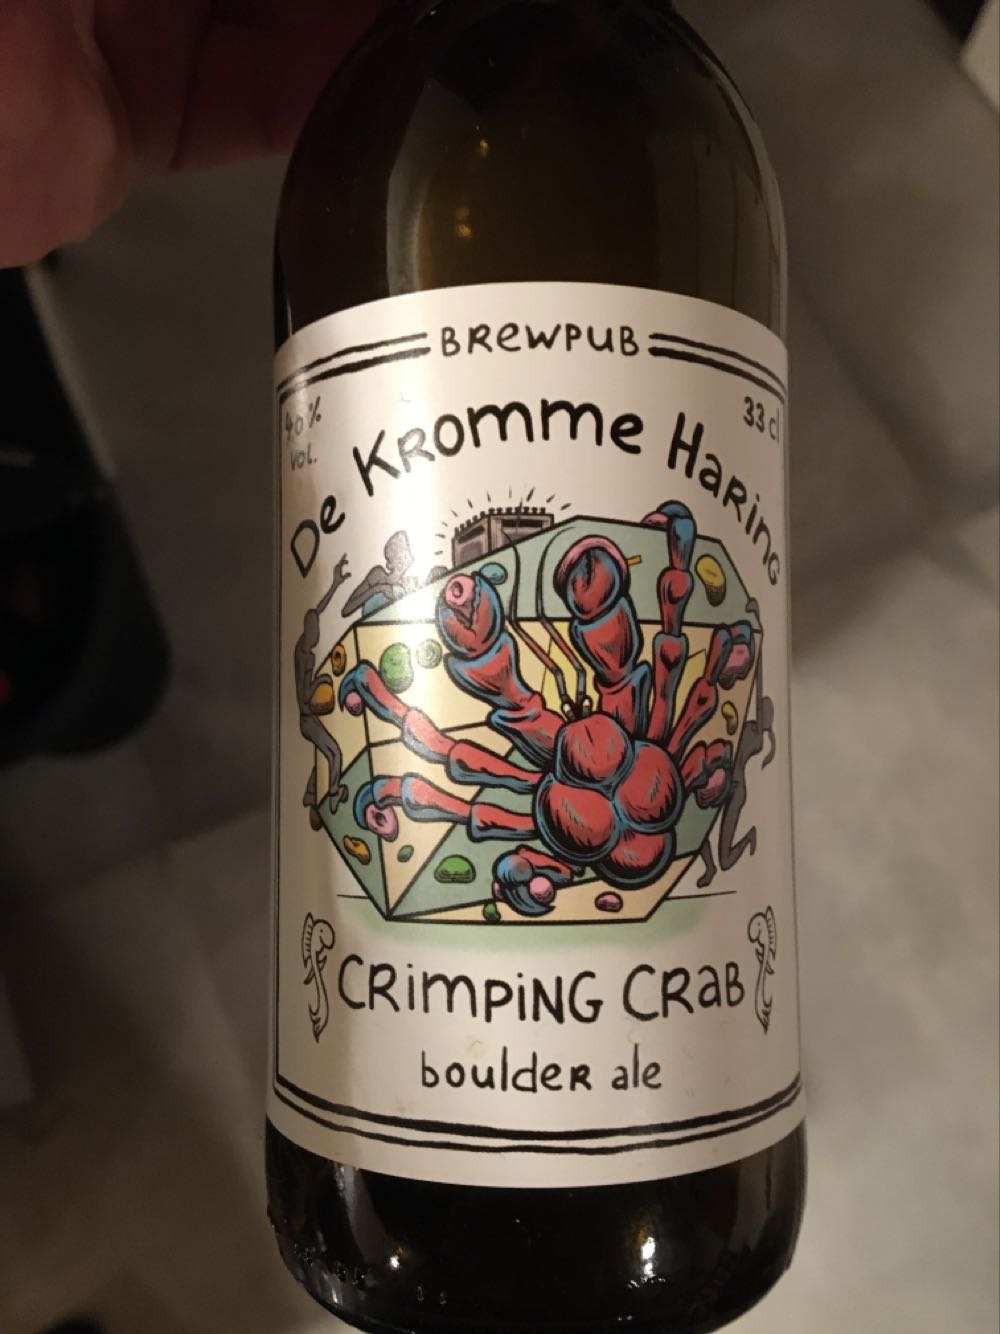 BREWPUB
4.0%
VOL.
33 cl
De Kromme Haring
CRIMPING CRAB
boulder ale